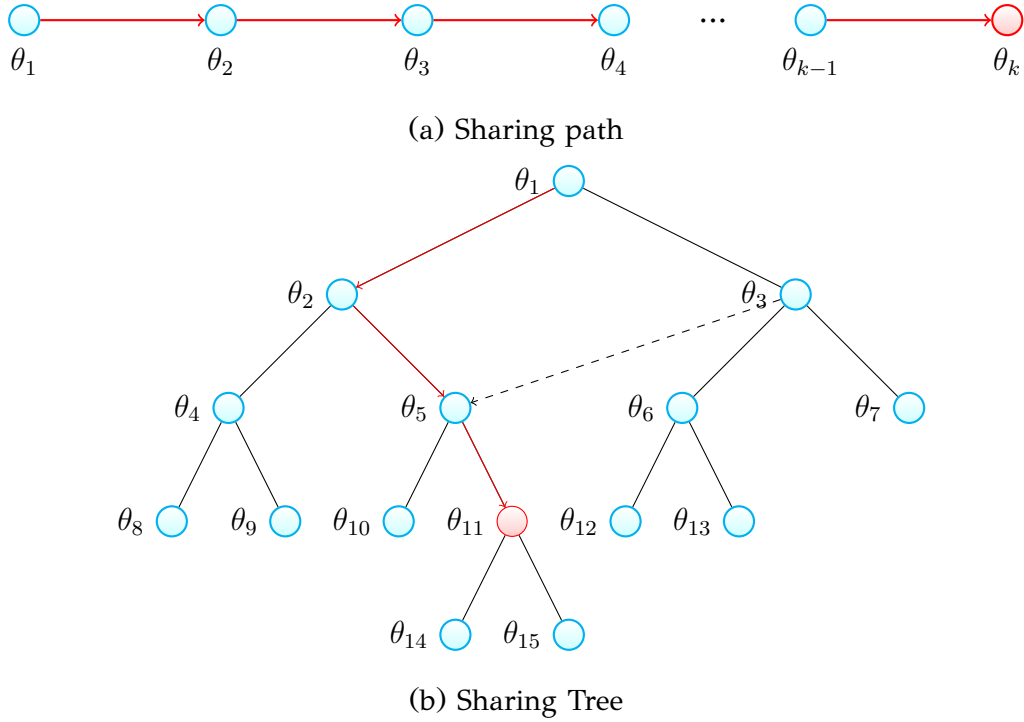 θ₁ θ₂ θ₃ θ₄ ... θₖ₋₁ θₖ
(a) Sharing path
θ₁
θ₂ θ₃
θ₄ θ₅ θ₆ θ₇
θ₈ θ₉ θ₁₀ θ₁₁ θ₁₂ θ₁₃
θ₁₄ θ₁₅
(b) Sharing Tree